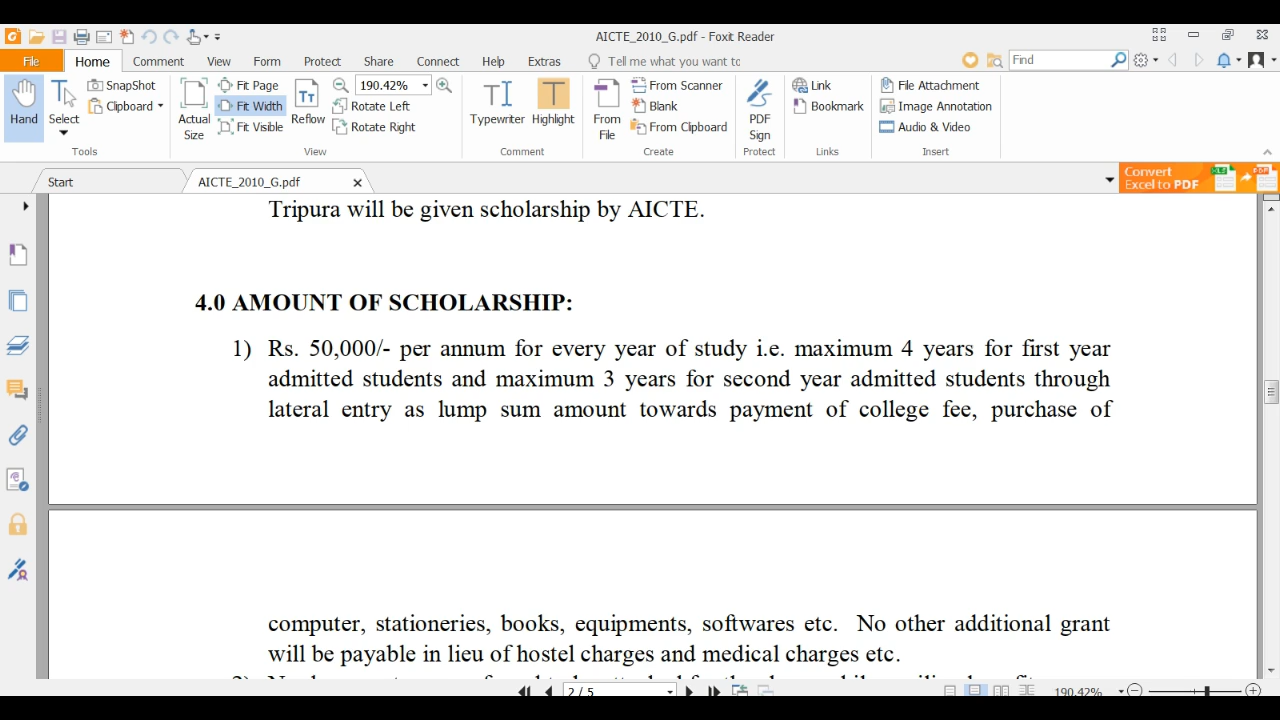 AICTE_2010_G.pdf - Foxit Reader
File Home Comment View Form Protect Share Connect Help Extras Tell me what you want to Find
Hand
Select
SnapShot
Clipboard
Tools
Actual Size
Fit Page
Fit Width
Fit Visible
Reflow
190.42%
Rotate Left
Rotate Right
View
Typewriter
Highlight
Comment
From File
From Scanner
Blank
From Clipboard
Create
PDF Sign
Protect
Link
Bookmark
Links
File Attachment
Image Annotation
Audio & Video
Insert
Start
AICTE_2010_G.pdf
Convert
Excel to PDF
Tripura will be given scholarship by AICTE.
4.0 AMOUNT OF SCHOLARSHIP:
1) Rs. 50,000/- per annum for every year of study i.e. maximum 4 years for first year
admitted students and maximum 3 years for second year admitted students through
lateral entry as lump sum amount towards payment of college fee, purchase of
computer, stationeries, books, equipments, softwares etc. No other additional grant
will be payable in lieu of hostel charges and medical charges etc.
2 / 5
190.42%